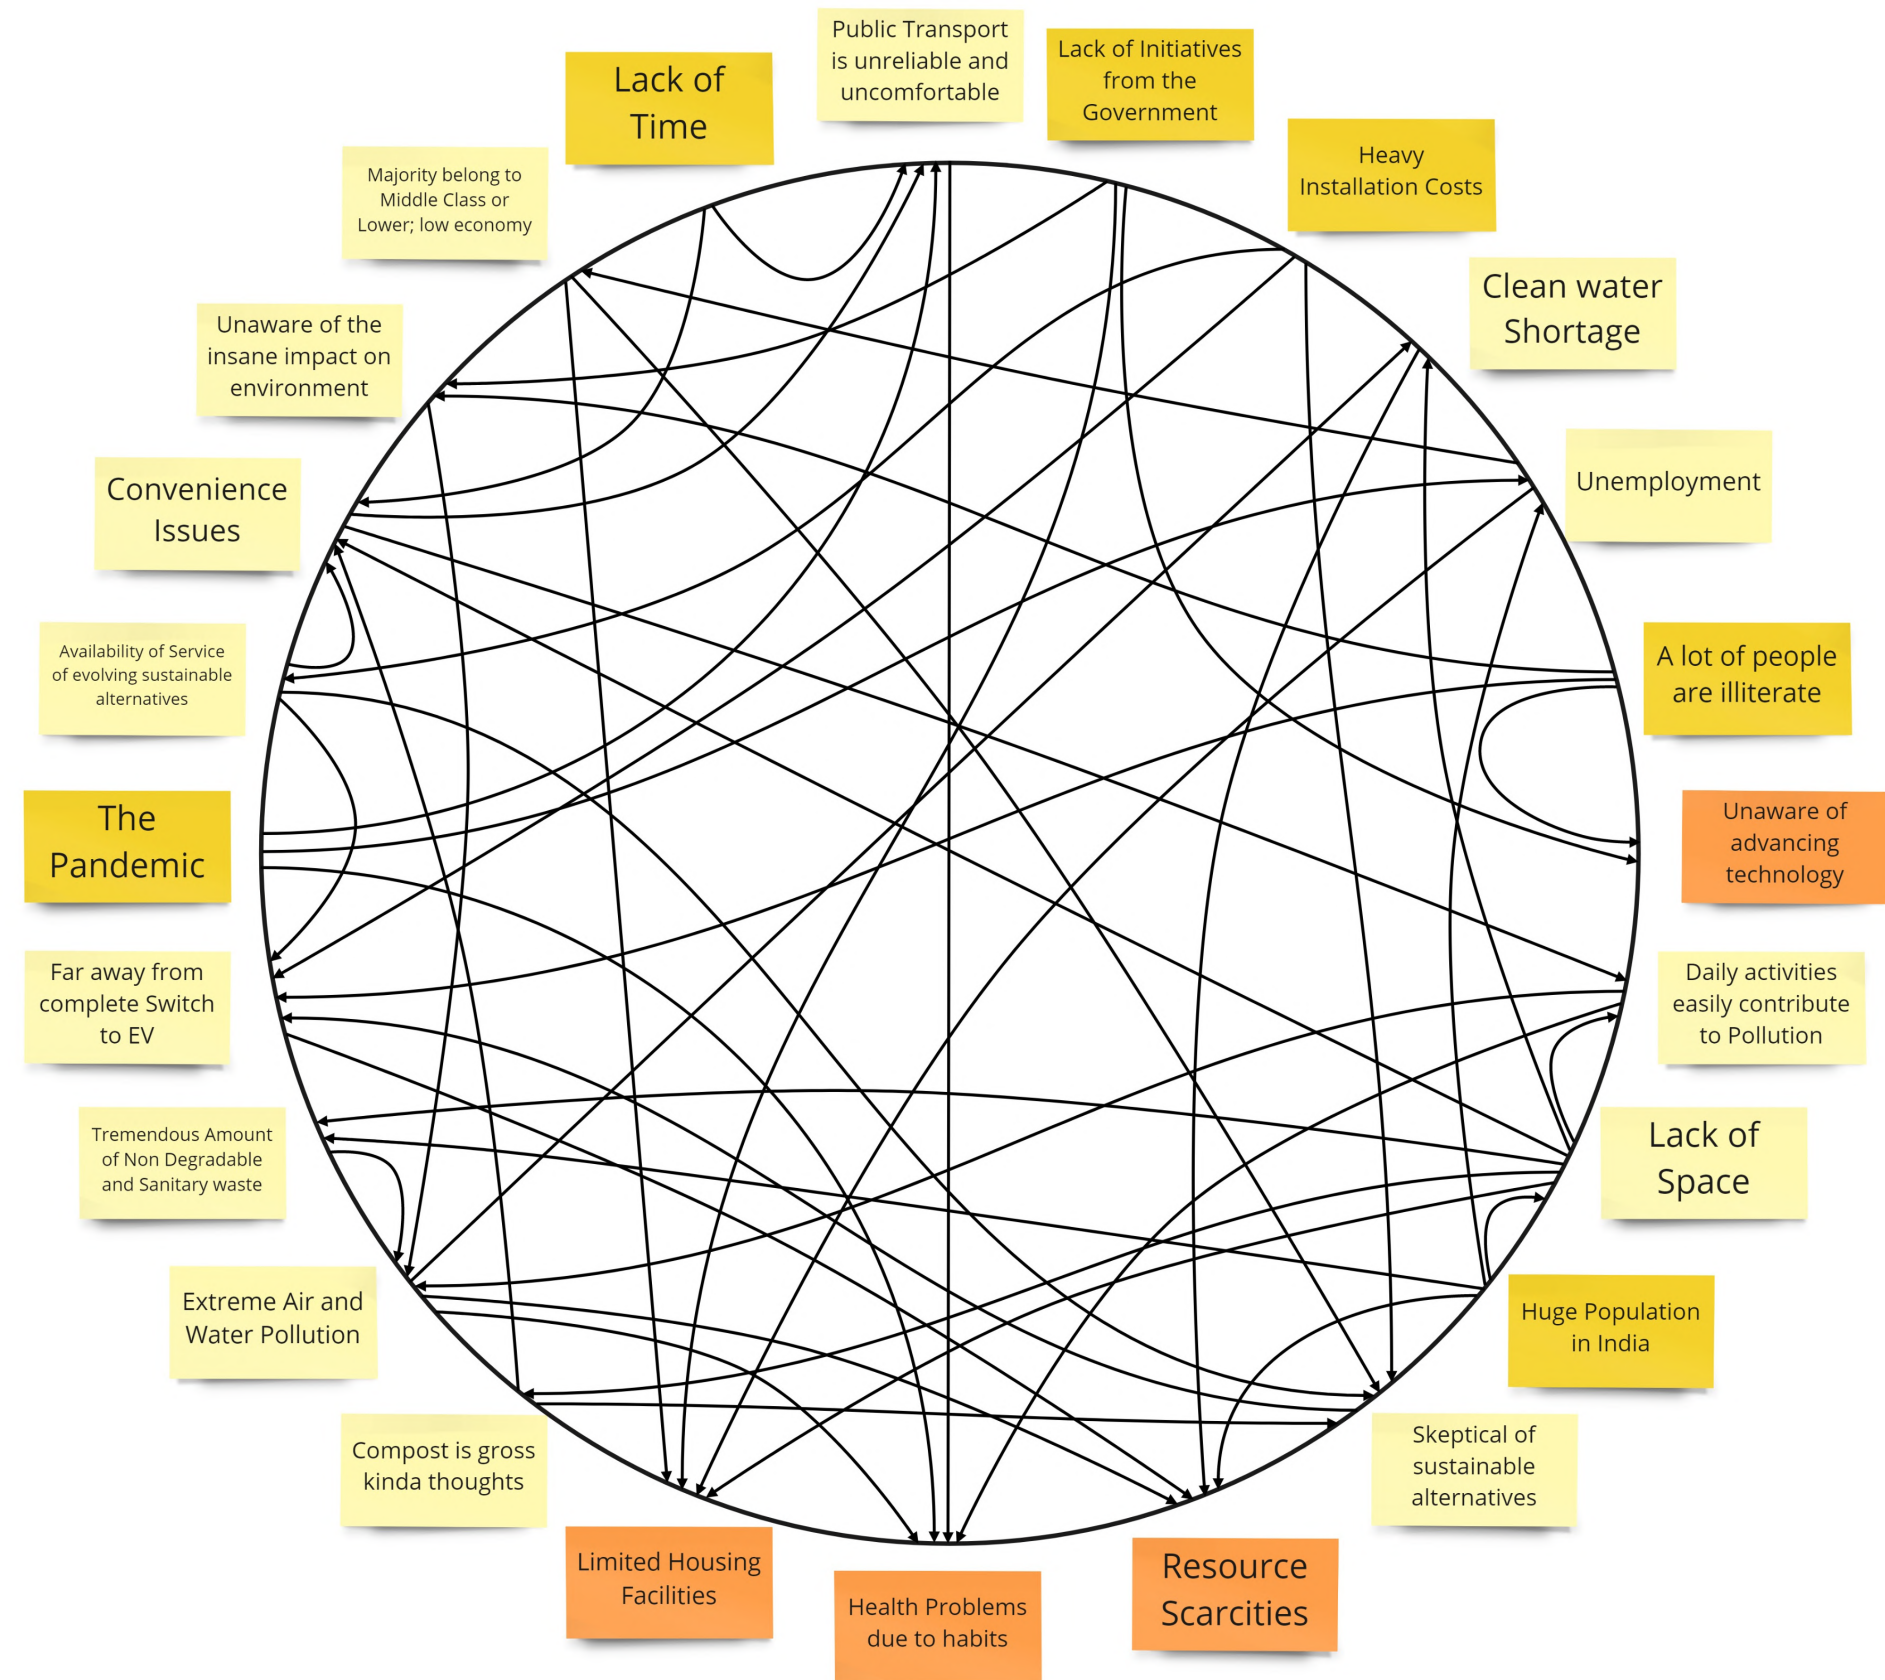 Public Transport
is unreliable and
uncomfortable
Lack of Initiatives
from the
Government
Heavy
Installation Costs
Clean water
Shortage
Unemployment
A lot of people
are illiterate
Unaware of
advancing
technology
Daily activities
easily contribute
to Pollution
Lack of
Space
Huge Population
in India
Skeptical of
sustainable
alternatives
Resource
Scarcities
Health Problems
due to habits
Limited Housing
Facilities
Compost is gross
kinda thoughts
Extreme Air and
Water Pollution
Tremendous Amount
of Non Degradable
and Sanitary waste
Far away from
complete Switch
to EV
The
Pandemic
Availability of Service
of evolving sustainable
alternatives
Convenience
Issues
Unaware of the
insane impact on
environment
Majority belong to
Middle Class or
Lower; low economy
Lack of
Time